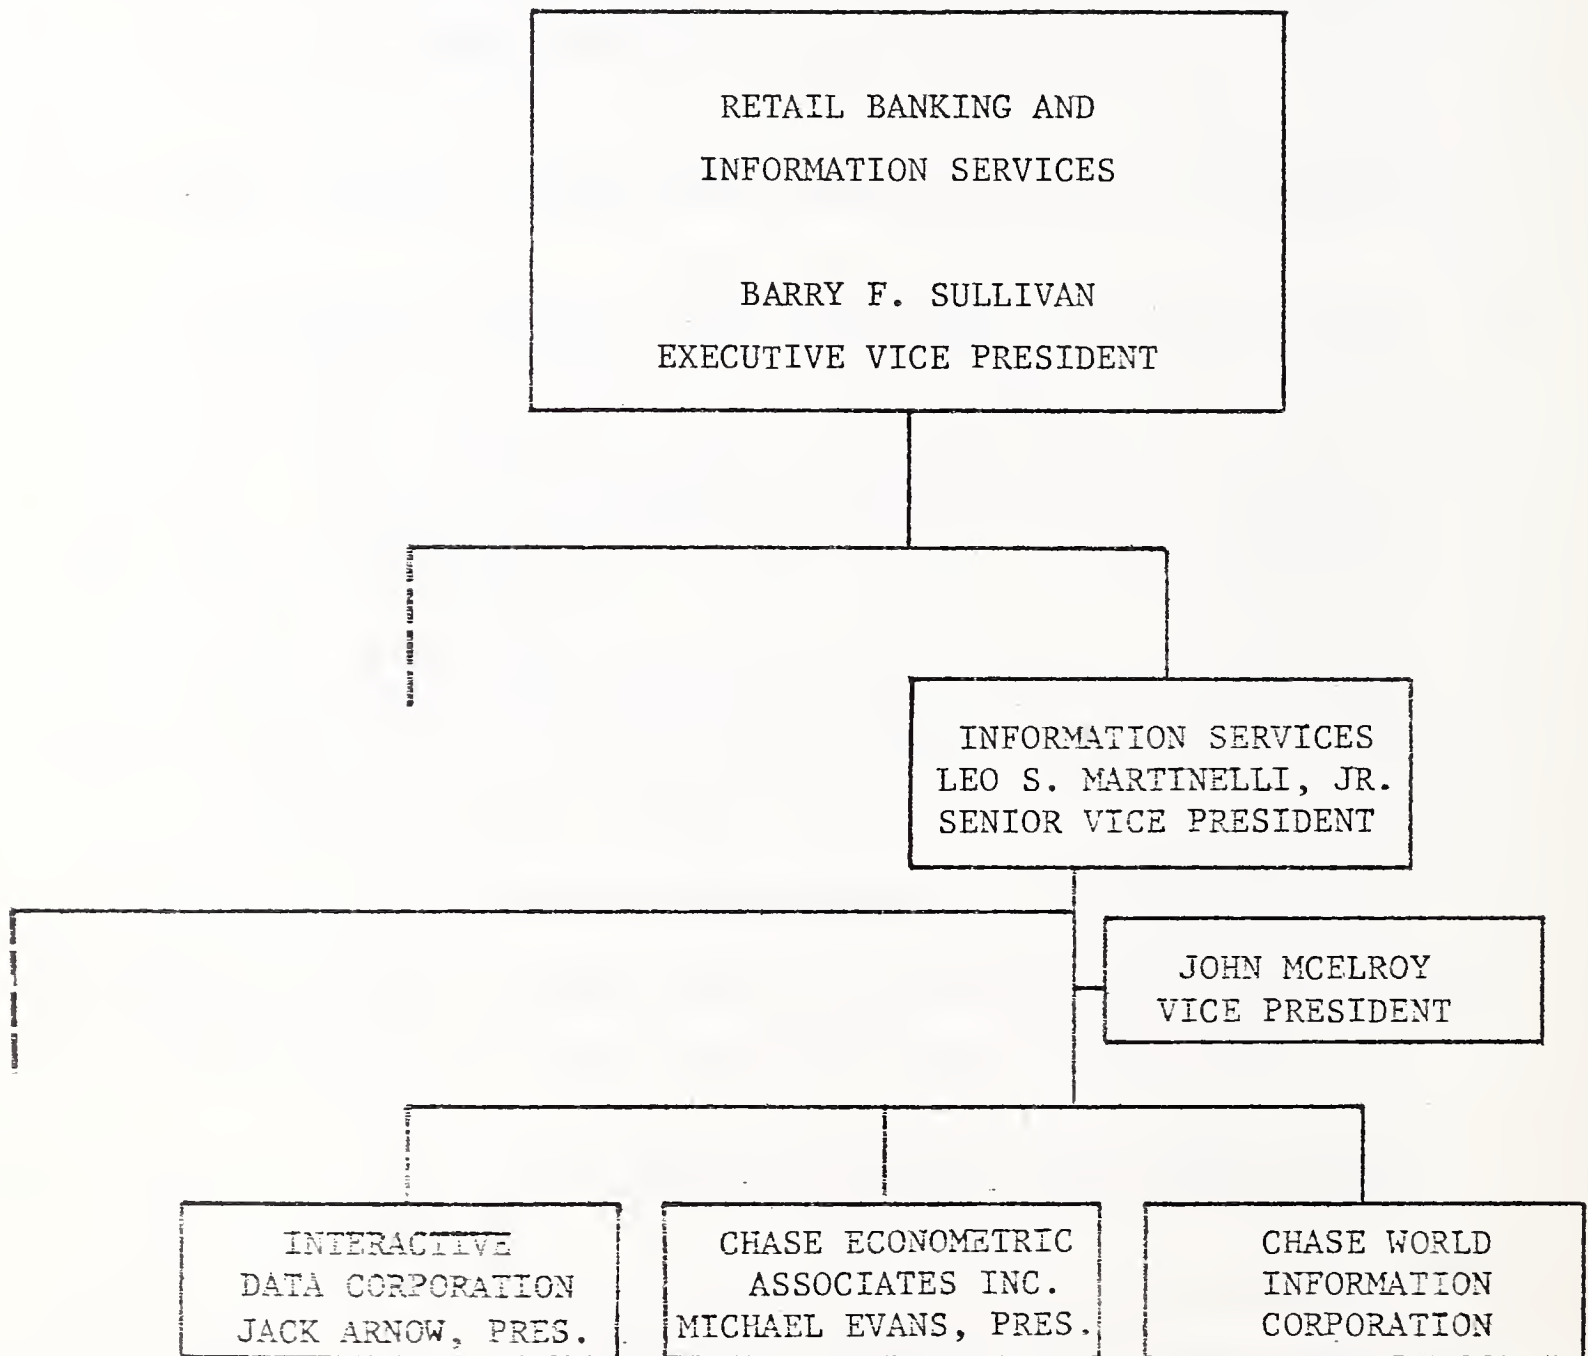 RETAIL BANKING AND
INFORMATION SERVICES
BARRY F. SULLIVAN
EXECUTIVE VICE PRESIDENT
INFORMATION SERVICES
LEO S. MARTINELLI, JR.
SENIOR VICE PRESIDENT
JOHN MCELROY
VICE PRESIDENT
INTERACTIVE
DATA CORPORATION
JACK ARNOW, PRES.
CHASE ECONOMETRIC
ASSOCIATES INC.
MICHAEL EVANS, PRES.
CHASE WORLD
INFORMATION
CORPORATION